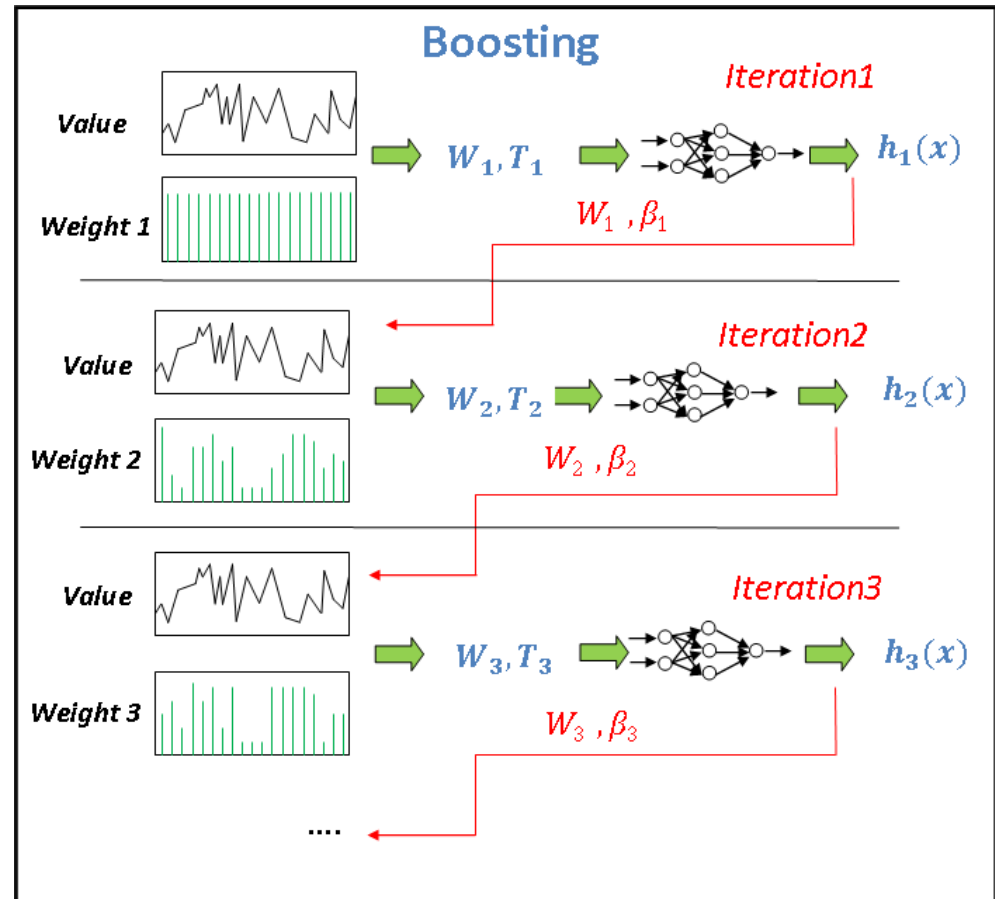 Boosting
Iteration1
Value
W₁, T₁
h₁(x)
Weight 1
W₁ , β₁
Iteration2
Value
W₂, T₂
h₂(x)
Weight 2
W₂ , β₂
Iteration3
Value
W₃, T₃
h₃(x)
Weight 3
W₃ , β₃
....